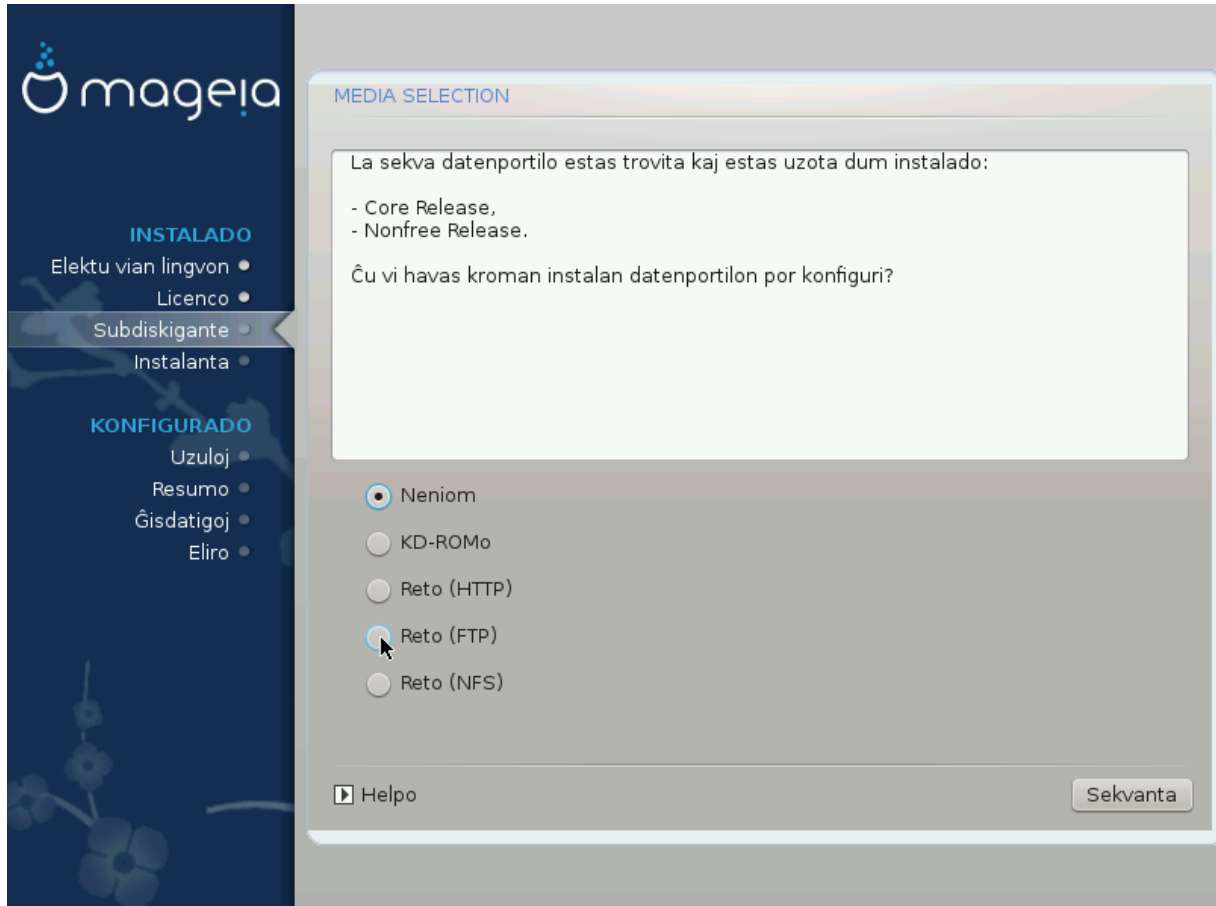 mageia
INSTALADO
Elektu vian lingvon
Licenco
Subdiskigante
Instalanta
KONFIGURADO
Uzuloj
Resumo
Ĝisdatigoj
Eliro
MEDIA SELECTION
La sekva datenportilo estas trovita kaj estas uzota dum instalado:
- Core Release,
- Nonfree Release.
Ĉu vi havas kroman instalan datenportilon por konfiguri?
Neniom
KD-ROMo
Reto (HTTP)
Reto (FTP)
Reto (NFS)
Helpo
Sekvanta